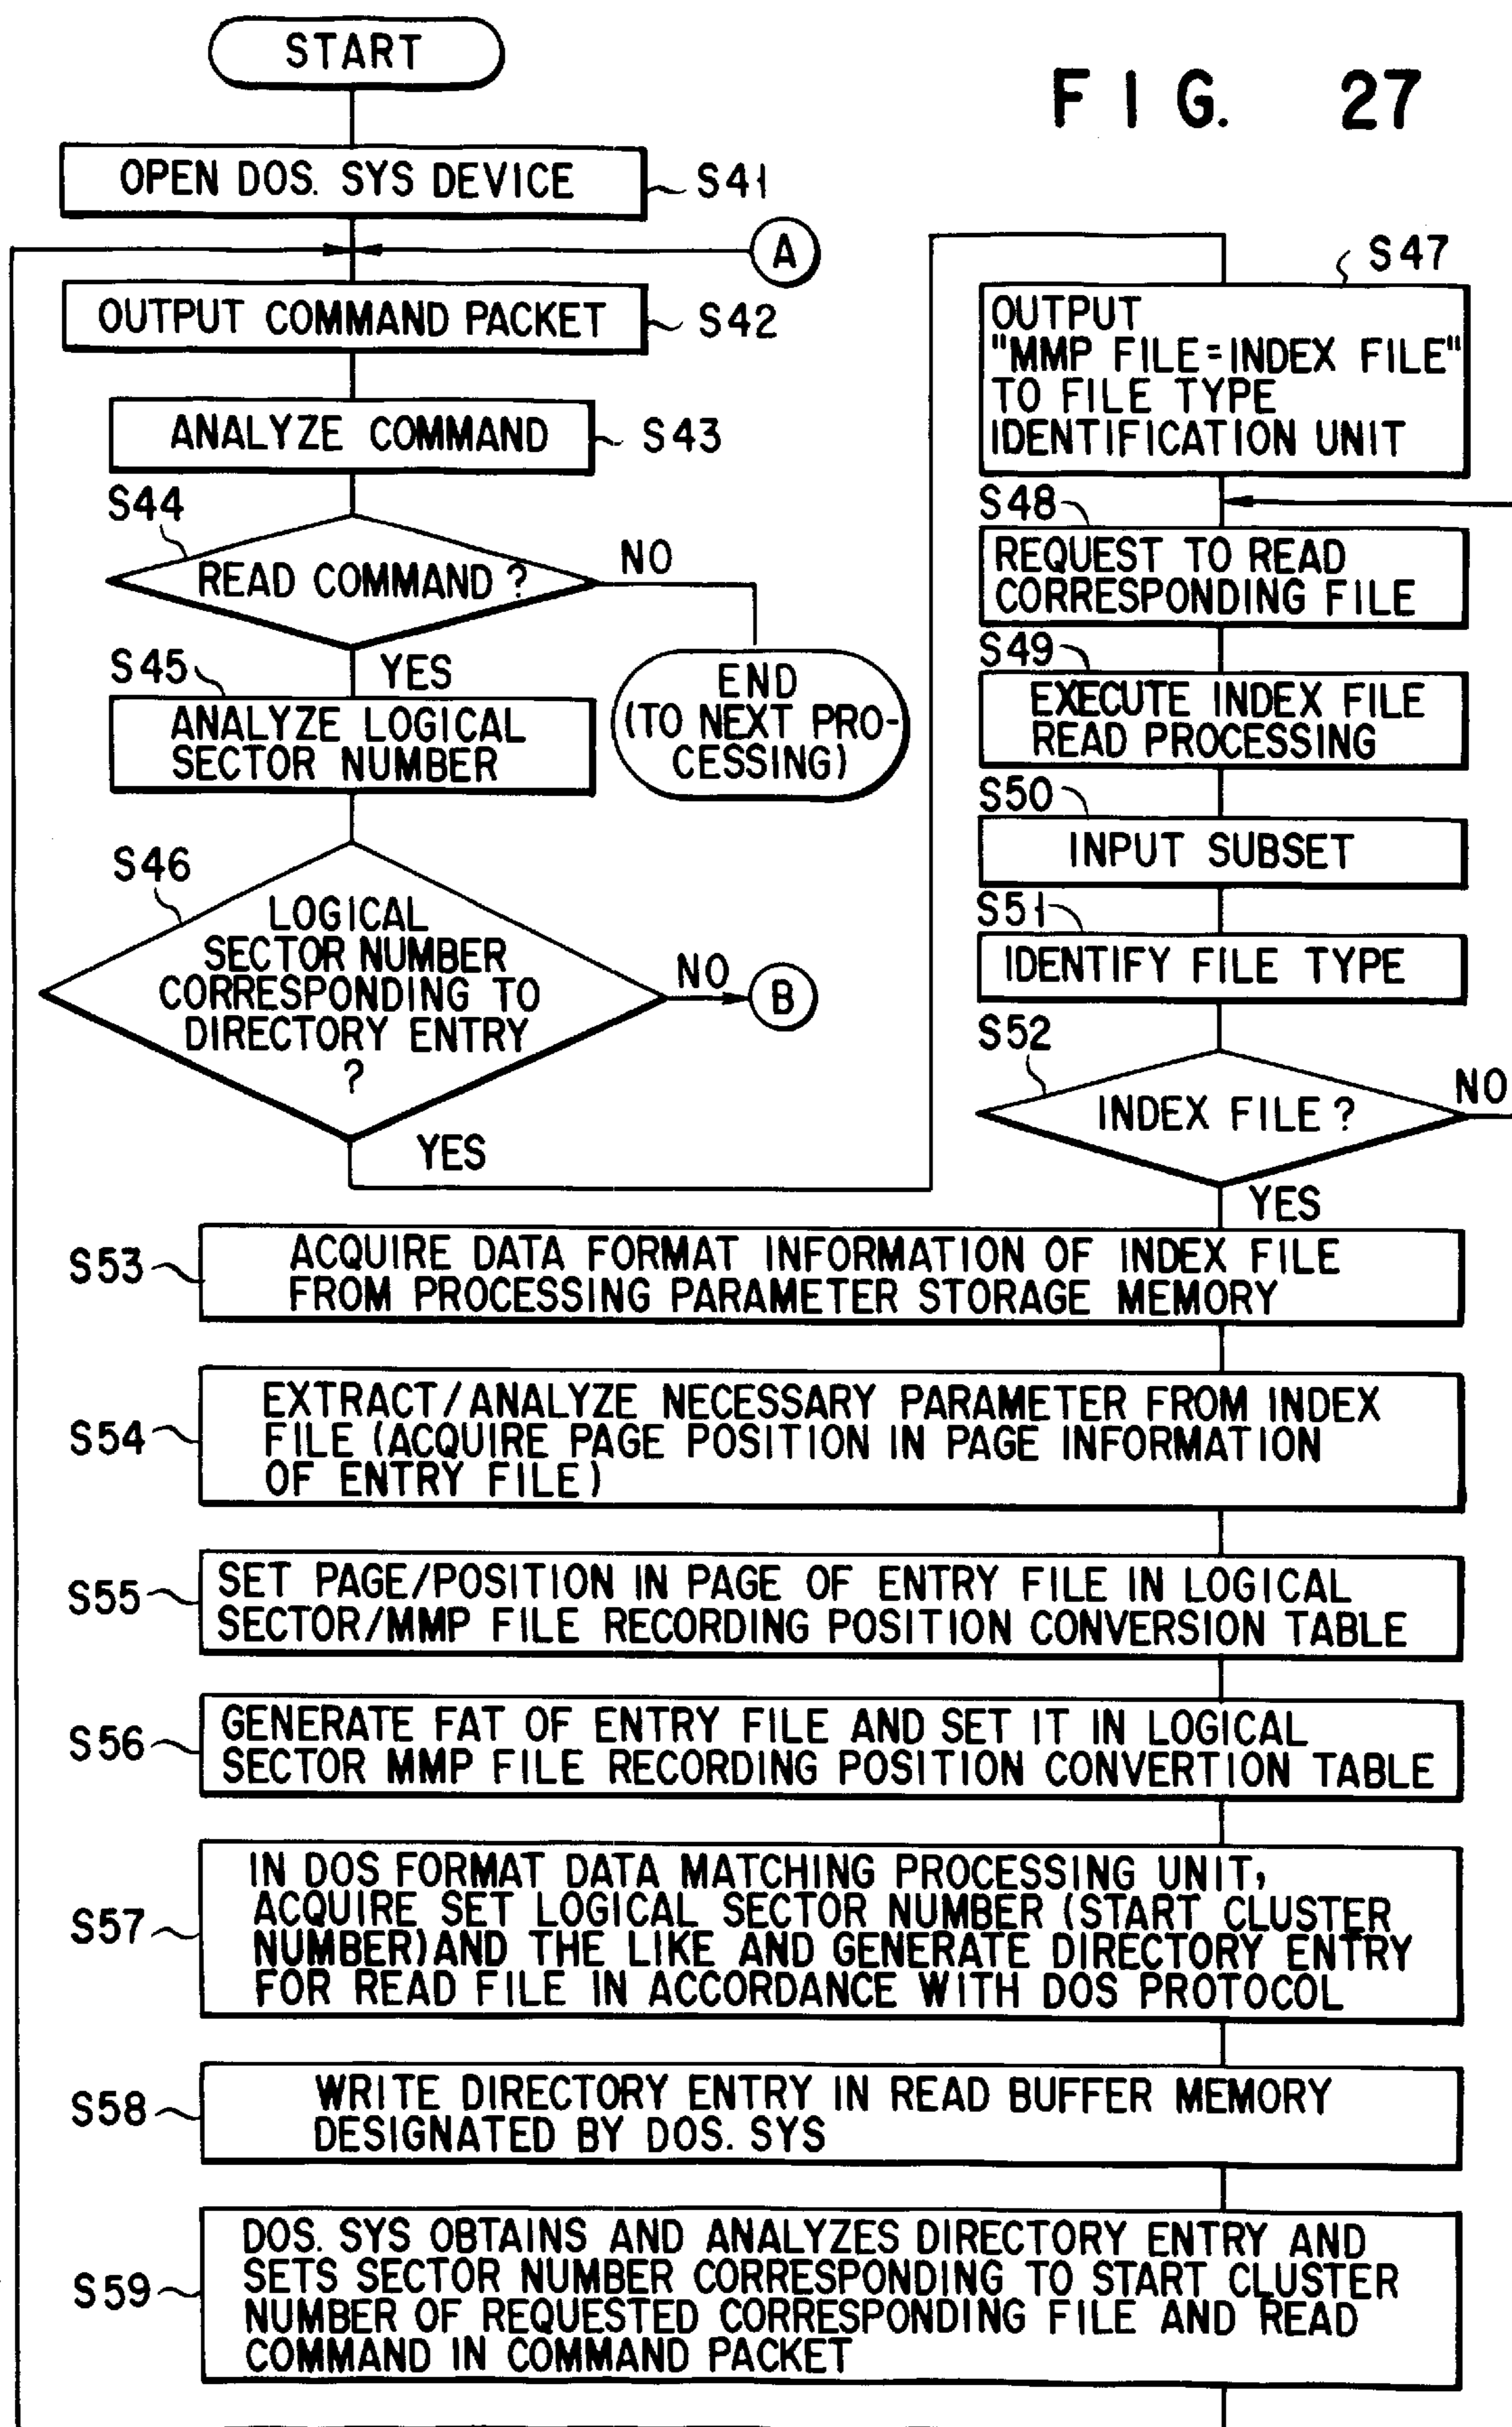 START
FIG. 27
OPEN DOS. SYS DEVICE
S41
A
OUTPUT COMMAND PACKET
S42
ANALYZE COMMAND
S43
S44
READ COMMAND ?
NO
YES
END
(TO NEXT PRO-
CESSING)
S45
ANALYZE LOGICAL
SECTOR NUMBER
S46
LOGICAL
SECTOR NUMBER
CORRESPONDING TO
DIRECTORY ENTRY
?
NO
B
YES
S47
OUTPUT
"MMP FILE=INDEX FILE"
TO FILE TYPE
IDENTIFICATION UNIT
S48
REQUEST TO READ
CORRESPONDING FILE
S49
EXECUTE INDEX FILE
READ PROCESSING
S50
INPUT SUBSET
S51
IDENTIFY FILE TYPE
S52
INDEX FILE ?
NO
YES
S53
ACQUIRE DATA FORMAT INFORMATION OF INDEX FILE
FROM PROCESSING PARAMETER STORAGE MEMORY
S54
EXTRACT/ANALYZE NECESSARY PARAMETER FROM INDEX
FILE (ACQUIRE PAGE POSITION IN PAGE INFORMATION
OF ENTRY FILE)
S55
SET PAGE/POSITION IN PAGE OF ENTRY FILE IN LOGICAL
SECTOR/MMP FILE RECORDING POSITION CONVERSION TABLE
S56
GENERATE FAT OF ENTRY FILE AND SET IT IN LOGICAL
SECTOR MMP FILE RECORDING POSITION CONVERTION TABLE
S57
IN DOS FORMAT DATA MATCHING PROCESSING UNIT,
ACQUIRE SET LOGICAL SECTOR NUMBER (START CLUSTER
NUMBER) AND THE LIKE AND GENERATE DIRECTORY ENTRY
FOR READ FILE IN ACCORDANCE WITH DOS PROTOCOL
S58
WRITE DIRECTORY ENTRY IN READ BUFFER MEMORY
DESIGNATED BY DOS. SYS
S59
DOS. SYS OBTAINS AND ANALYZES DIRECTORY ENTRY AND
SETS SECTOR NUMBER CORRESPONDING TO START CLUSTER
NUMBER OF REQUESTED CORRESPONDING FILE AND READ
COMMAND IN COMMAND PACKET